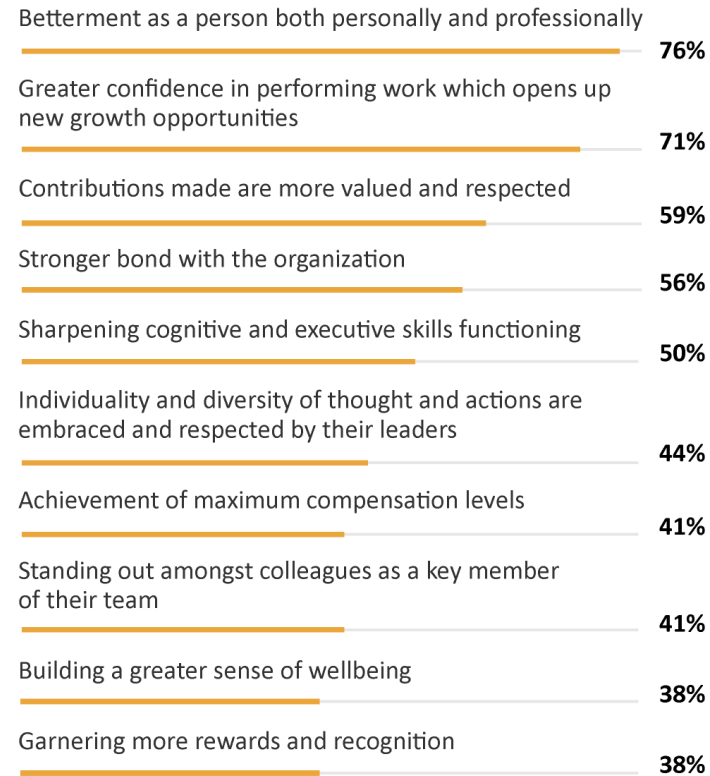 Betterment as a person both personally and professionally
76%
Greater confidence in performing work which opens up
new growth opportunities
71%
Contributions made are more valued and respected
59%
Stronger bond with the organization
56%
Sharpening cognitive and executive skills functioning
50%
Individuality and diversity of thought and actions are
embraced and respected by their leaders
44%
Achievement of maximum compensation levels
41%
Standing out amongst colleagues as a key member
of their team
41%
Building a greater sense of wellbeing
38%
Garnering more rewards and recognition
38%